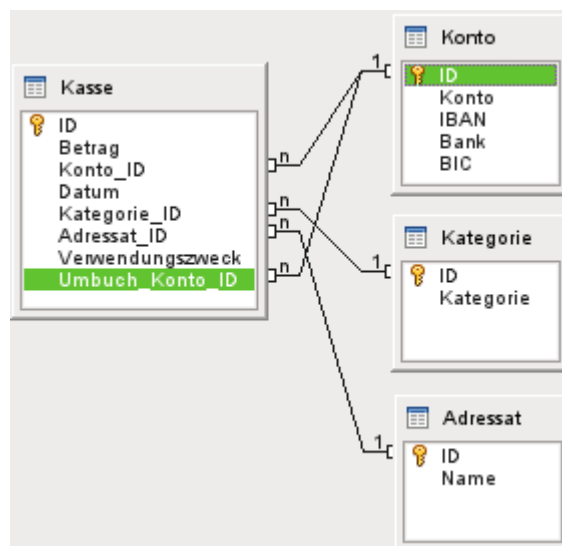 Kasse
ID
Betrag
Konto_ID
Datum
Kategorie_ID
Adressat_ID
Verwendungszweck
Umbuch_Konto_ID
n
n
n
n
1
1
1
Konto
ID
Konto
IBAN
Bank
BIC
Kategorie
ID
Kategorie
Adressat
ID
Name